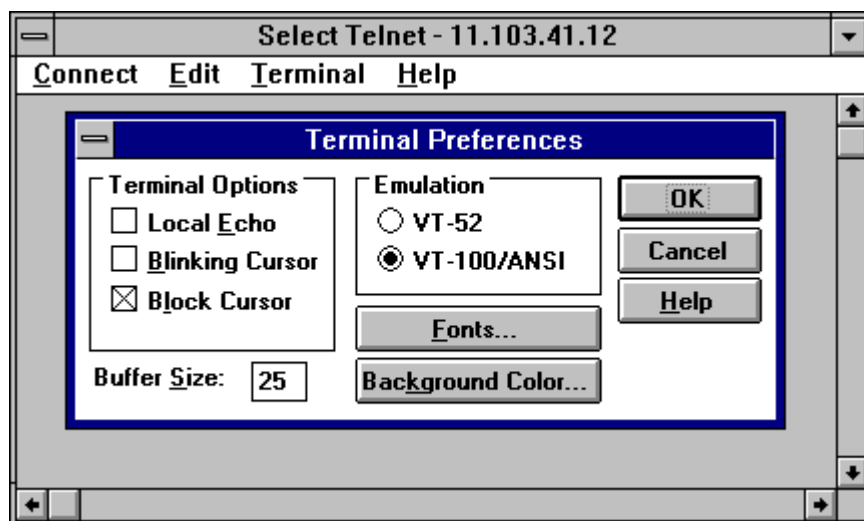 Select Telnet - 11.103.41.12
Connect Edit Terminal Help
Terminal Preferences
Terminal Options
Local Echo
Blinking Cursor
Block Cursor
Buffer Size: 25
Emulation
VT-52
VT-100/ANSI
Fonts...
Background Color...
OK
Cancel
Help